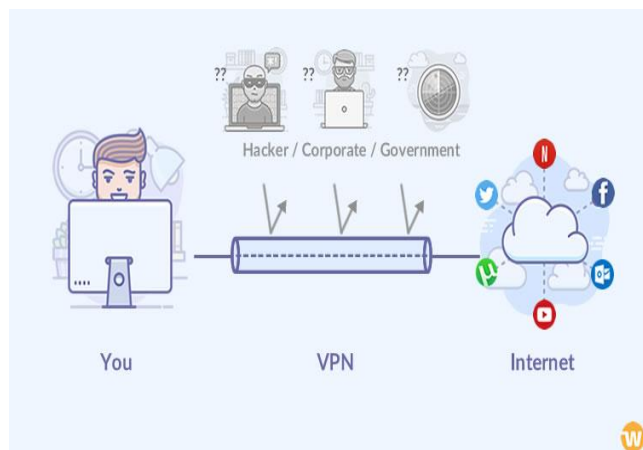 ?? ?? ??
Hacker / Corporate / Government
N
f
You VPN Internet
W